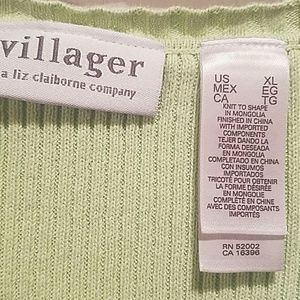 villager
a liz claiborne company
US XL
MEX EG
CA TG
KNIT TO SHAPE
IN MONGOLIA
FINISHED IN CHINA
WITH IMPORTED
COMPONENTS
TEJER DANDO LA
FORMA DESEADA
EN MONGOLIA
COMPLETADO EN CHINA
CON INSUMOS
IMPORTADOS
TRICOTÉ POUR OBTENIR
LA FORME DÉSIRÉE
EN MONGOLIE
COMPLÉTÉ EN CHINE
AVEC DES COMPOSANTS
IMPORTÉS
RN 52002
CA 16396